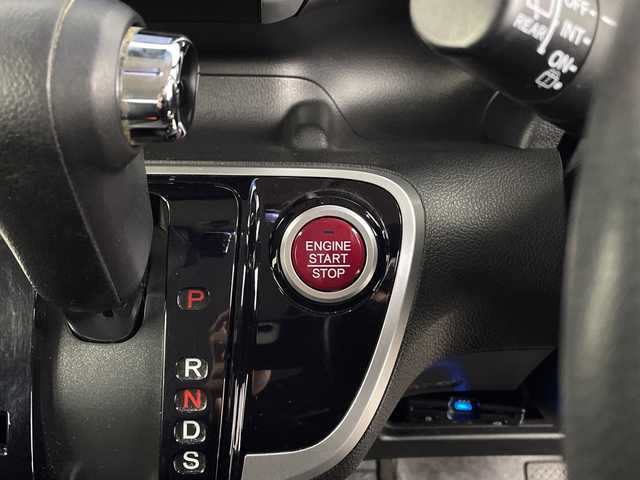 OFF-
INT-
REAR
ON-
ENGINE
START
STOP
P
R
N
D
S